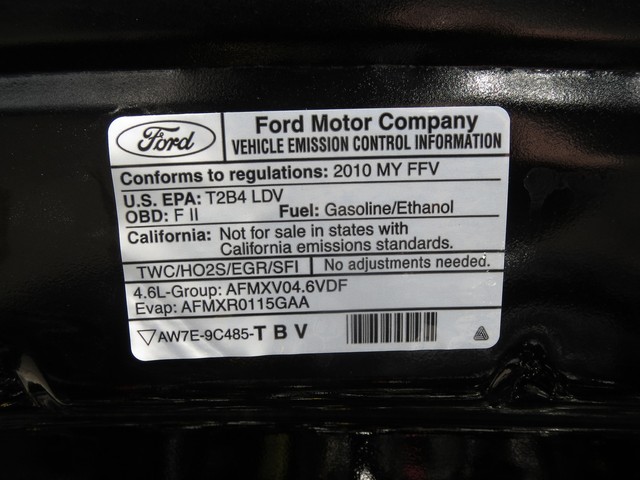 Ford
Ford Motor Company
VEHICLE EMISSION CONTROL INFORMATION
Conforms to regulations: 2010 MY FFV
U.S. EPA: T2B4 LDV
OBD: F II Fuel: Gasoline/Ethanol
California: Not for sale in states with
California emissions standards.
TWC/HO2S/EGR/SFI No adjustments needed.
4.6L-Group: AFMXV04.6VDF
Evap: AFMXR0115GAA
AW7E-9C485-T B V